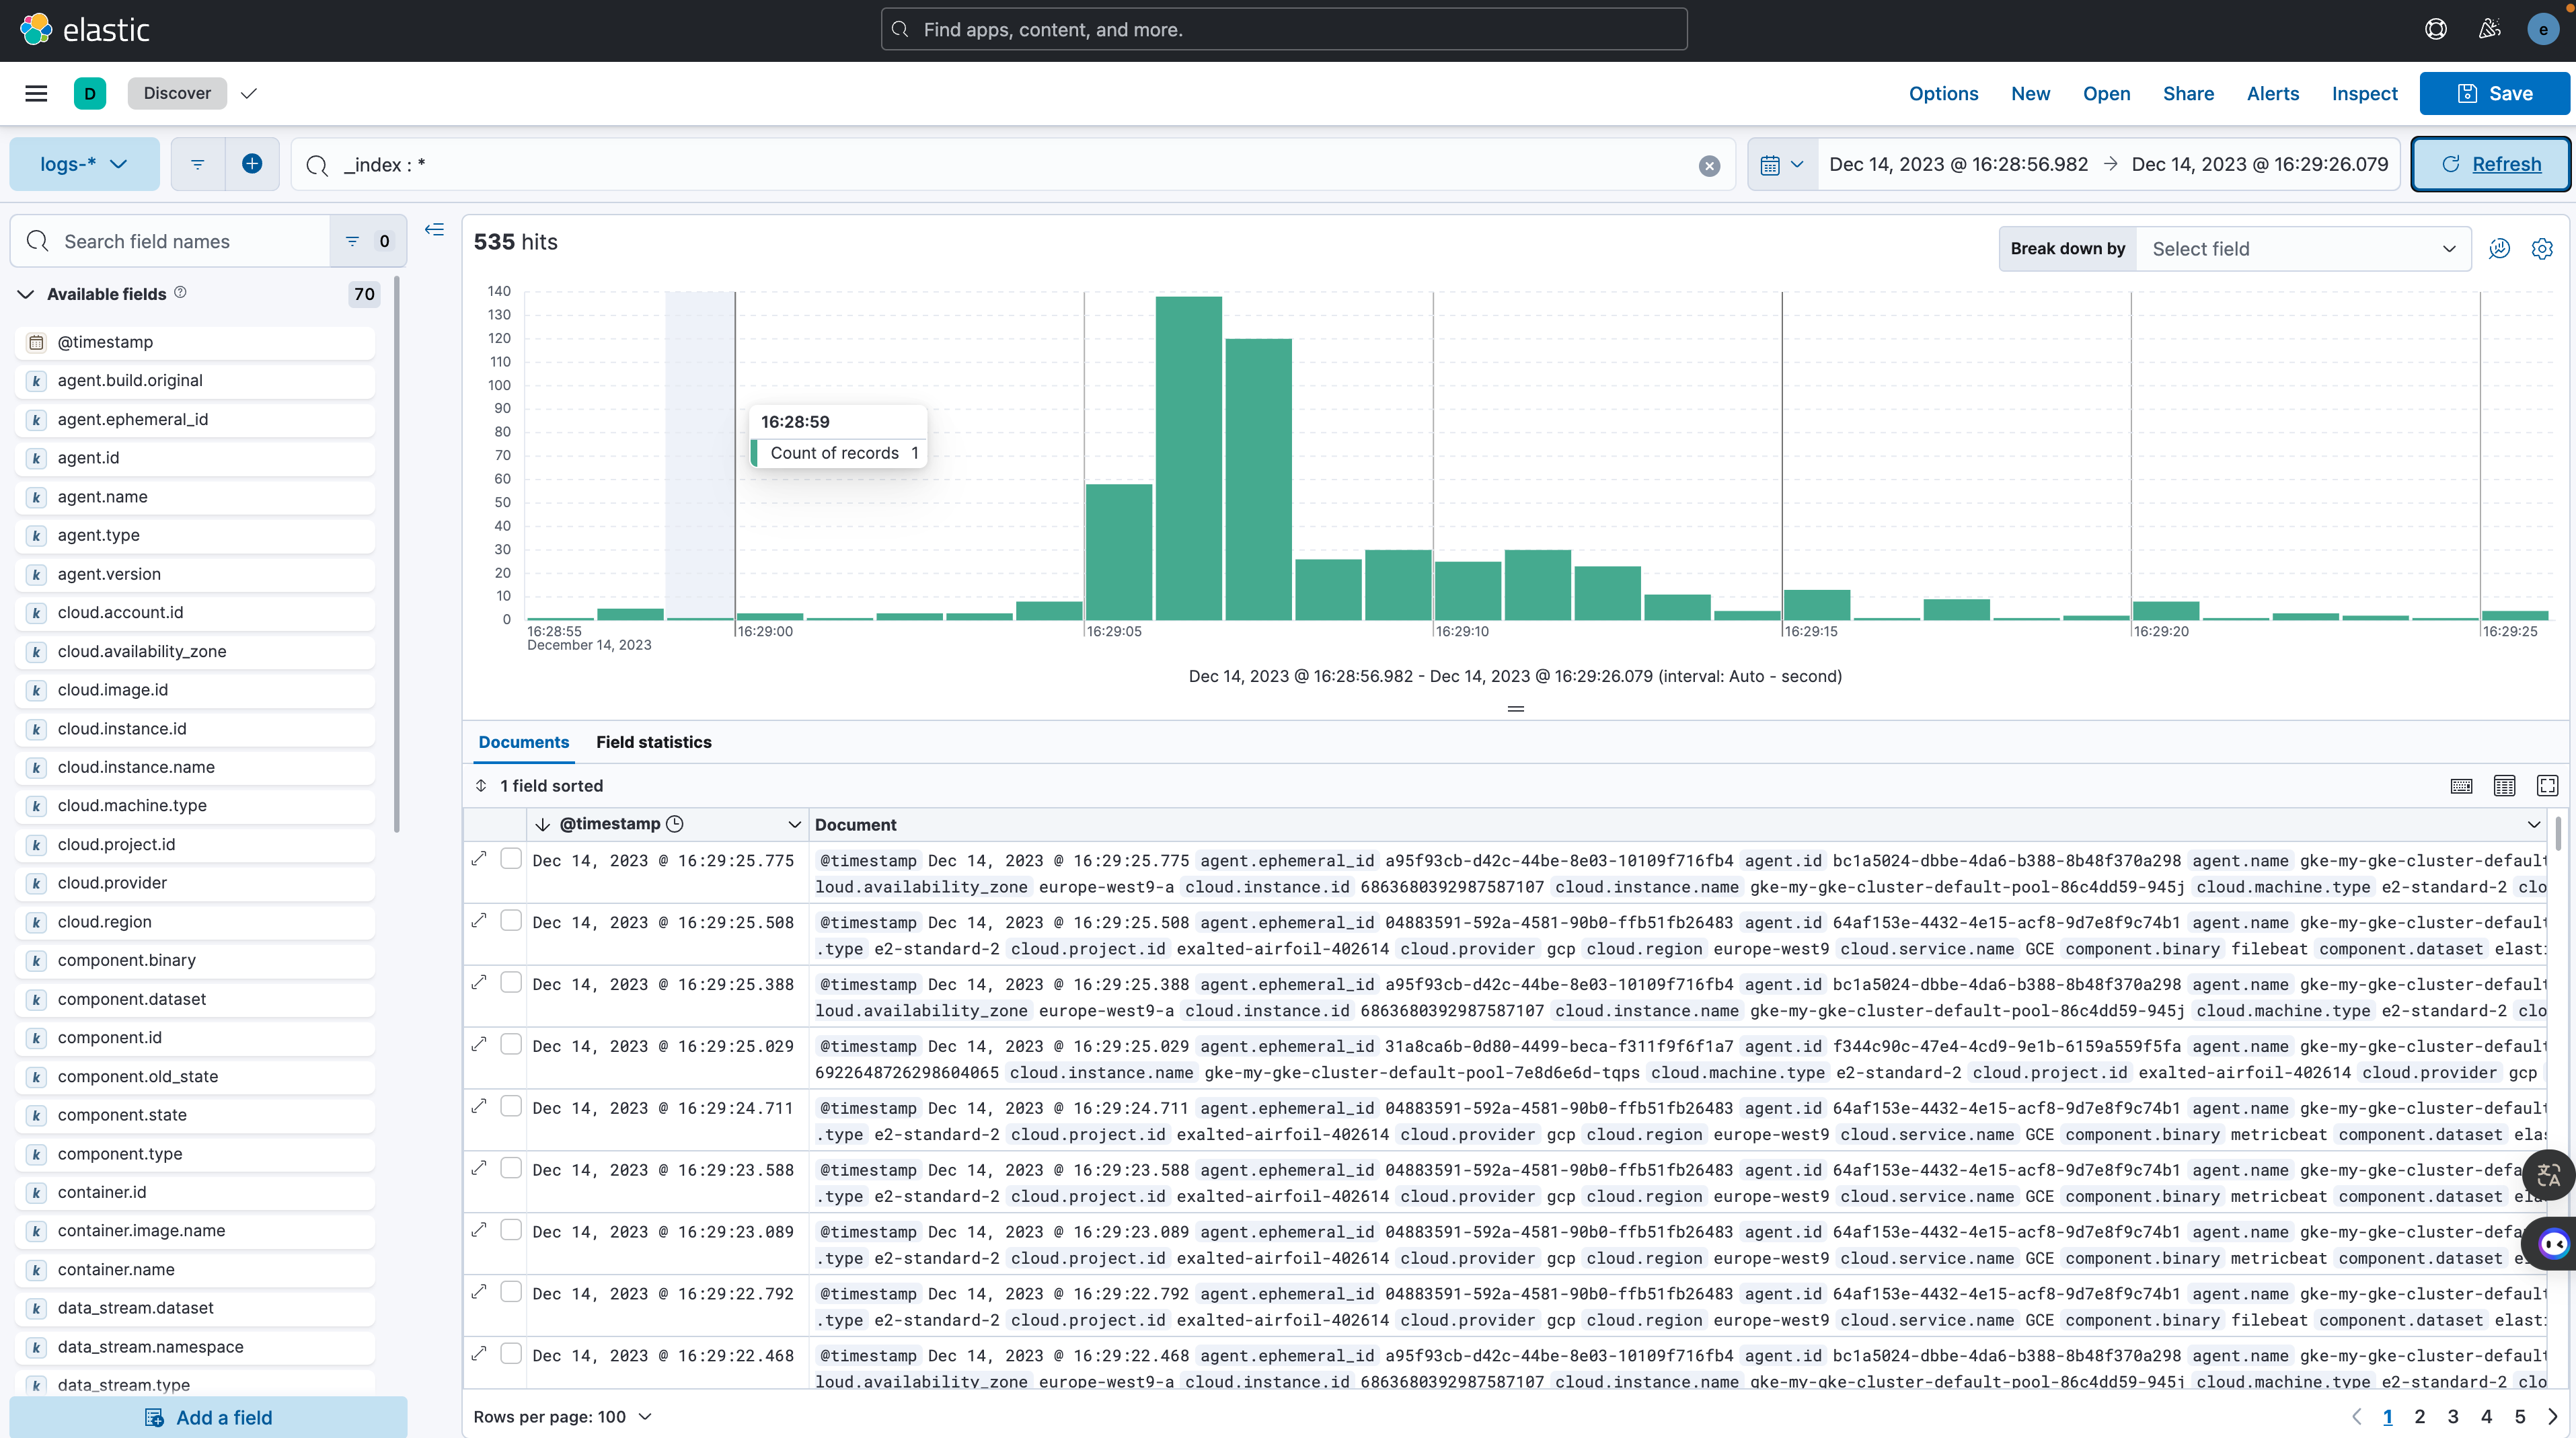 elastic
Find apps, content, and more.
e
D Discover
Options New Open Share Alerts Inspect Save
logs-*
_index : *
Dec 14, 2023 @ 16:28:56.982 → Dec 14, 2023 @ 16:29:26.079
Refresh
Search field names 0
Available fields 70
@timestamp
k agent.build.original
k agent.ephemeral_id
k agent.id
k agent.name
k agent.type
k agent.version
k cloud.account.id
k cloud.availability_zone
k cloud.image.id
k cloud.instance.id
k cloud.instance.name
k cloud.machine.type
k cloud.project.id
k cloud.provider
k cloud.region
k component.binary
k component.dataset
k component.id
k component.old_state
k component.state
k component.type
k container.id
k container.image.name
k container.name
k data_stream.dataset
k data_stream.namespace
k data_stream.type
Add a field
535 hits
Break down by Select field
140
130
120
110
100
90
80
70
60
50
40
30
20
10
0
16:28:59
Count of records 1
16:28:55 16:29:00 16:29:05 16:29:10 16:29:15 16:29:20 16:29:25
December 14, 2023
Dec 14, 2023 @ 16:28:56.982 - Dec 14, 2023 @ 16:29:26.079 (interval: Auto - second)
Documents Field statistics
1 field sorted
@timestamp Document
Dec 14, 2023 @ 16:29:25.775 @timestamp Dec 14, 2023 @ 16:29:25.775 agent.ephemeral_id a95f93cb-d42c-44be-8e03-10109f716fb4 agent.id bc1a5024-dbbe-4da6-b388-8b48f370a298 agent.name gke-my-gke-cluster-default
loud.availability_zone europe-west9-a cloud.instance.id 6863680392987587107 cloud.instance.name gke-my-gke-cluster-default-pool-86c4dd59-945j cloud.machine.type e2-standard-2 clo
Dec 14, 2023 @ 16:29:25.508 @timestamp Dec 14, 2023 @ 16:29:25.508 agent.ephemeral_id 04883591-592a-4581-90b0-ffb51fb26483 agent.id 64af153e-4432-4e15-acf8-9d7e8f9c74b1 agent.name gke-my-gke-cluster-default
.type e2-standard-2 cloud.project.id exalted-airfoil-402614 cloud.provider gcp cloud.region europe-west9 cloud.service.name GCE component.binary filebeat component.dataset elast
Dec 14, 2023 @ 16:29:25.388 @timestamp Dec 14, 2023 @ 16:29:25.388 agent.ephemeral_id a95f93cb-d42c-44be-8e03-10109f716fb4 agent.id bc1a5024-dbbe-4da6-b388-8b48f370a298 agent.name gke-my-gke-cluster-default
loud.availability_zone europe-west9-a cloud.instance.id 6863680392987587107 cloud.instance.name gke-my-gke-cluster-default-pool-86c4dd59-945j cloud.machine.type e2-standard-2 clo
Dec 14, 2023 @ 16:29:25.029 @timestamp Dec 14, 2023 @ 16:29:25.029 agent.ephemeral_id 31a8ca6b-0d80-4499-beca-f311f9f6f1a7 agent.id f344c90c-47e4-4cd9-9e1b-6159a559f5fa agent.name gke-my-gke-cluster-default
6922648726298604065 cloud.instance.name gke-my-gke-cluster-default-pool-7e8d6e6d-tqps cloud.machine.type e2-standard-2 cloud.project.id exalted-airfoil-402614 cloud.provider gcp
Dec 14, 2023 @ 16:29:24.711 @timestamp Dec 14, 2023 @ 16:29:24.711 agent.ephemeral_id 04883591-592a-4581-90b0-ffb51fb26483 agent.id 64af153e-4432-4e15-acf8-9d7e8f9c74b1 agent.name gke-my-gke-cluster-default
.type e2-standard-2 cloud.project.id exalted-airfoil-402614 cloud.provider gcp cloud.region europe-west9 cloud.service.name GCE component.binary metricbeat component.dataset elas
Dec 14, 2023 @ 16:29:23.588 @timestamp Dec 14, 2023 @ 16:29:23.588 agent.ephemeral_id 04883591-592a-4581-90b0-ffb51fb26483 agent.id 64af153e-4432-4e15-acf8-9d7e8f9c74b1 agent.name gke-my-gke-cluster-defa
.type e2-standard-2 cloud.project.id exalted-airfoil-402614 cloud.provider gcp cloud.region europe-west9 cloud.service.name GCE component.binary metricbeat component.dataset ela
Dec 14, 2023 @ 16:29:23.089 @timestamp Dec 14, 2023 @ 16:29:23.089 agent.ephemeral_id 04883591-592a-4581-90b0-ffb51fb26483 agent.id 64af153e-4432-4e15-acf8-9d7e8f9c74b1 agent.name gke-my-gke-cluster-defa
.type e2-standard-2 cloud.project.id exalted-airfoil-402614 cloud.provider gcp cloud.region europe-west9 cloud.service.name GCE component.binary metricbeat component.dataset e
Dec 14, 2023 @ 16:29:22.792 @timestamp Dec 14, 2023 @ 16:29:22.792 agent.ephemeral_id 04883591-592a-4581-90b0-ffb51fb26483 agent.id 64af153e-4432-4e15-acf8-9d7e8f9c74b1 agent.name gke-my-gke-cluster-default
.type e2-standard-2 cloud.project.id exalted-airfoil-402614 cloud.provider gcp cloud.region europe-west9 cloud.service.name GCE component.binary filebeat component.dataset elast
Dec 14, 2023 @ 16:29:22.468 @timestamp Dec 14, 2023 @ 16:29:22.468 agent.ephemeral_id a95f93cb-d42c-44be-8e03-10109f716fb4 agent.id bc1a5024-dbbe-4da6-b388-8b48f370a298 agent.name gke-my-gke-cluster-default
loud.availability_zone europe-west9-a cloud.instance.id 6863680392987587107 cloud.instance.name gke-my-gke-cluster-default-pool-86c4dd59-945j cloud.machine.type e2-standard-2 clo
Rows per page: 100
1 2 3 4 5